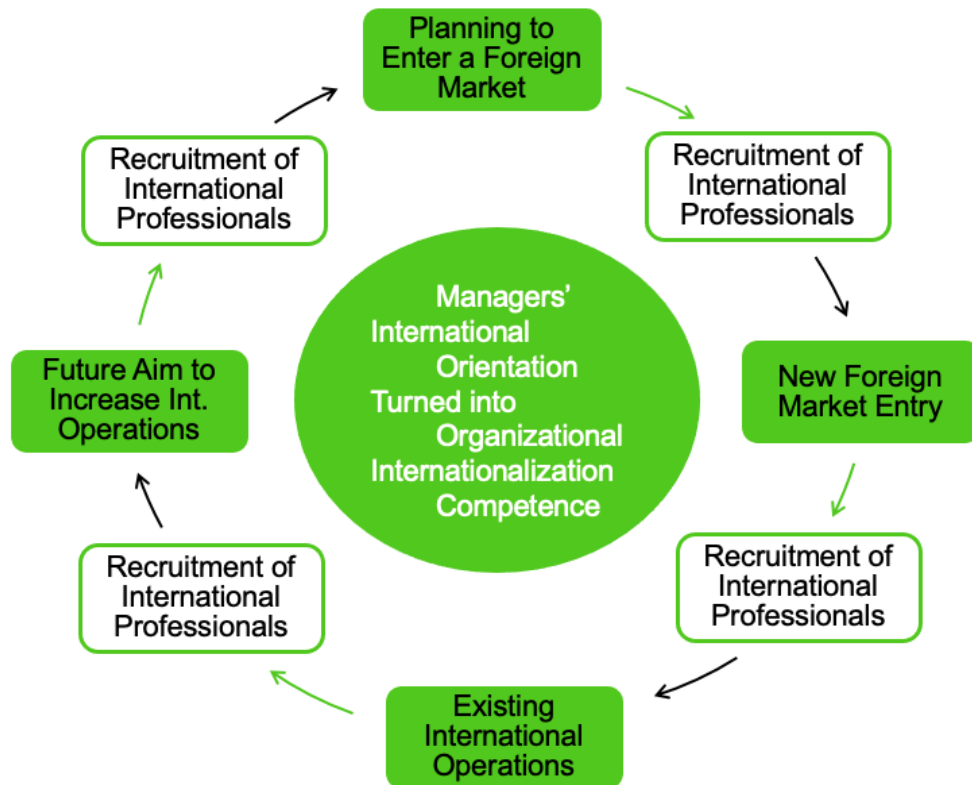 Planning to
Enter a Foreign
Market
Recruitment of
International
Professionals
New Foreign
Market Entry
Recruitment of
International
Professionals
Existing
International
Operations
Recruitment of
International
Professionals
Future Aim to
Increase Int.
Operations
Recruitment of
International
Professionals
Managers’
International
Orientation
Turned into
Organizational
Internationalization
Competence